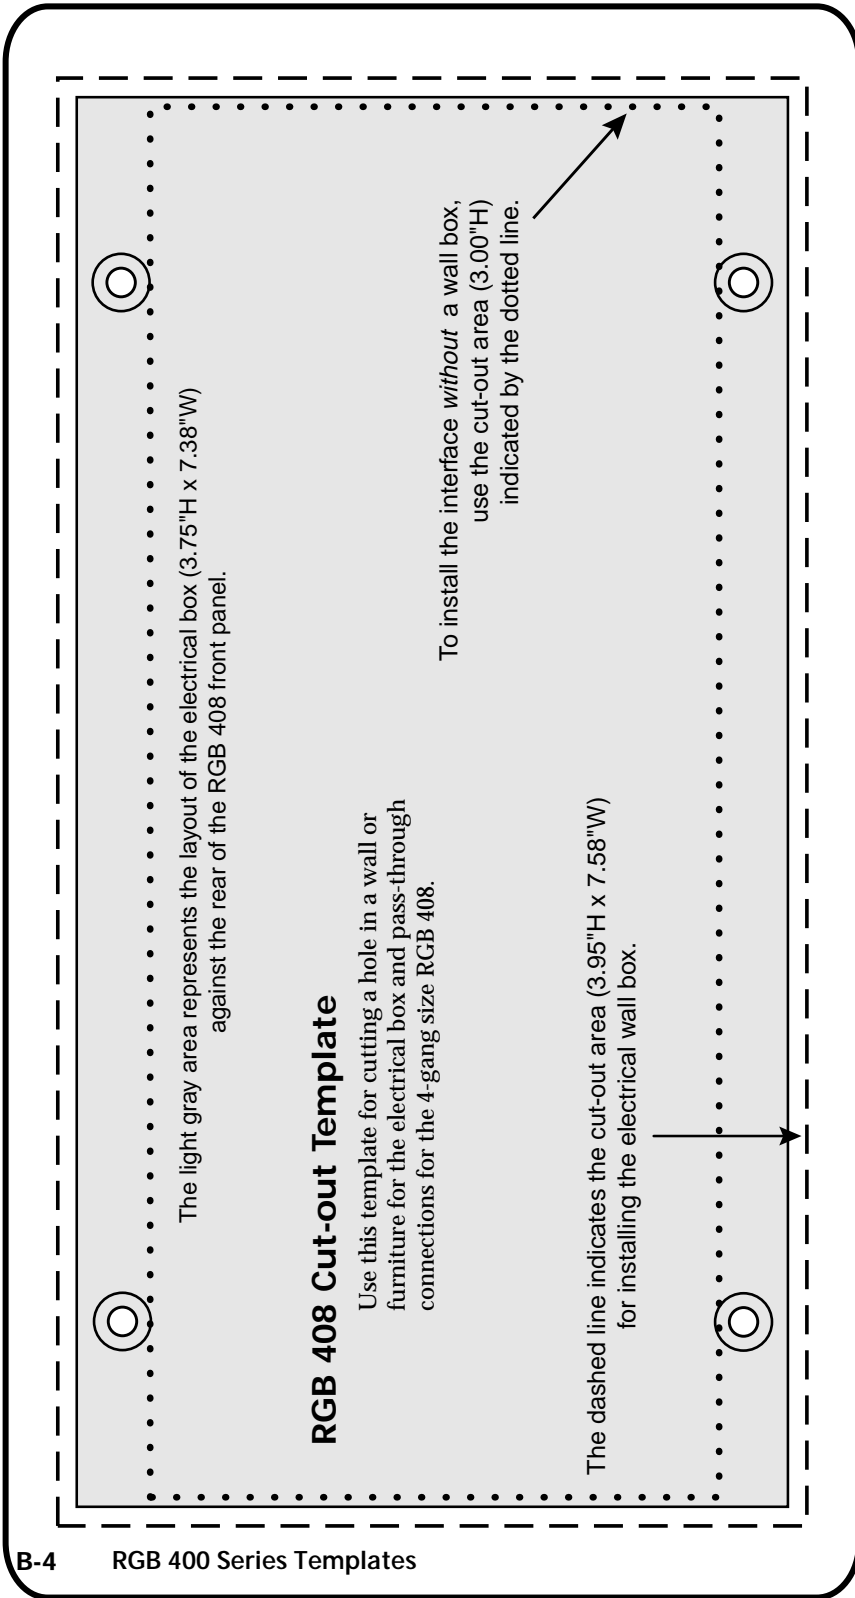 The light gray area represents the layout of the electrical box (3.75"H x 7.38"W)
against the rear of the RGB 408 front panel.
RGB 408 Cut-out Template
Use this template for cutting a hole in a wall or
furniture for the electrical box and pass-through
connections for the 4-gang size RGB 408.
To install the interface without a wall box,
use the cut-out area (3.00"H)
indicated by the dotted line.
The dashed line indicates the cut-out area (3.95"H x 7.58"W)
for installing the electrical wall box.
B-4 RGB 400 Series Templates